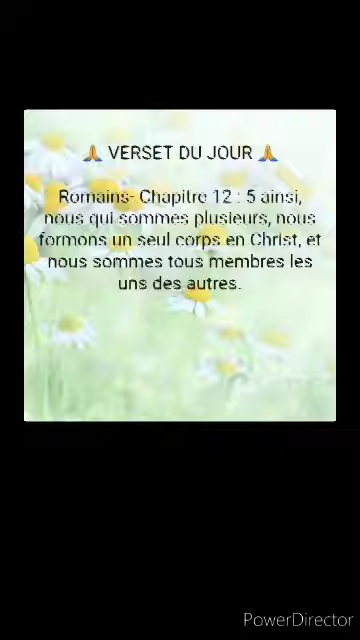 🙏 VERSET DU JOUR 🙏
Romains- Chapitre 12 : 5 ainsi,
nous qui sommes plusieurs, nous
formons un seul corps en Christ, et
nous sommes tous membres les
uns des autres.
PowerDirector